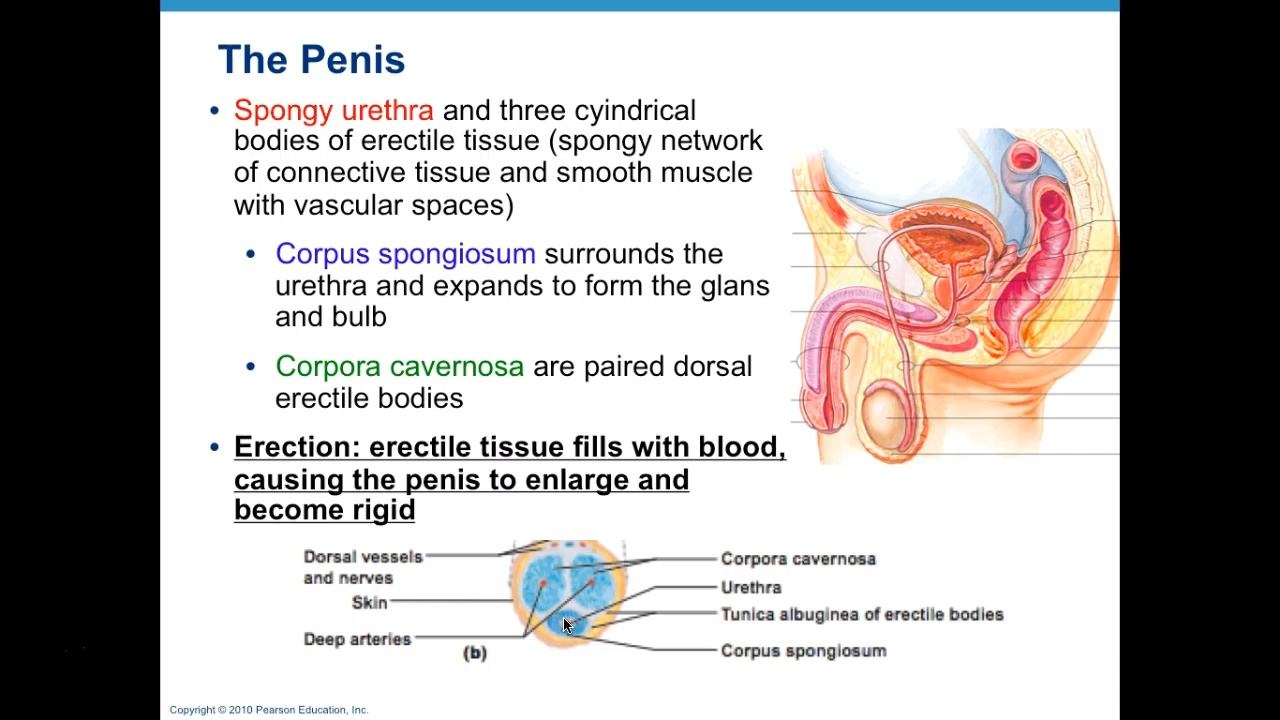 The Penis
• Spongy urethra and three cyindrical
bodies of erectile tissue (spongy network
of connective tissue and smooth muscle
with vascular spaces)
• Corpus spongiosum surrounds the
urethra and expands to form the glans
and bulb
• Corpora cavernosa are paired dorsal
erectile bodies
• Erection: erectile tissue fills with blood,
causing the penis to enlarge and
become rigid
Dorsal vessels
and nerves
Skin
Deep arteries
(b)
Corpora cavernosa
Urethra
Tunica albuginea of erectile bodies
Corpus spongiosum
Copyright © 2010 Pearson Education, Inc.